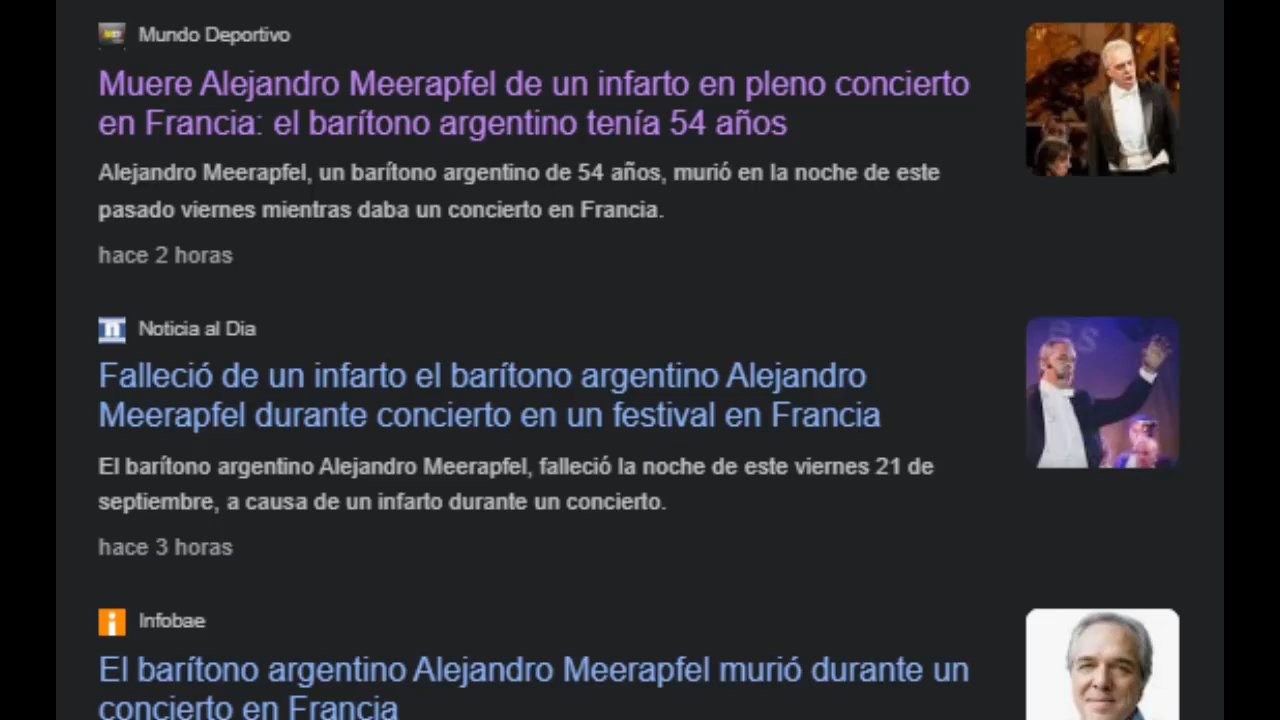 Mundo Deportivo
Muere Alejandro Meerapfel de un infarto en pleno concierto
en Francia: el barítono argentino tenía 54 años
Alejandro Meerapfel, un barítono argentino de 54 años, murió en la noche de este
pasado viernes mientras daba un concierto en Francia.
hace 2 horas
Noticia al Dia
Falleció de un infarto el barítono argentino Alejandro
Meerapfel durante concierto en un festival en Francia
El barítono argentino Alejandro Meerapfel, falleció la noche de este viernes 21 de
septiembre, a causa de un infarto durante un concierto.
hace 3 horas
Infobae
El barítono argentino Alejandro Meerapfel murió durante un
concierto en Francia